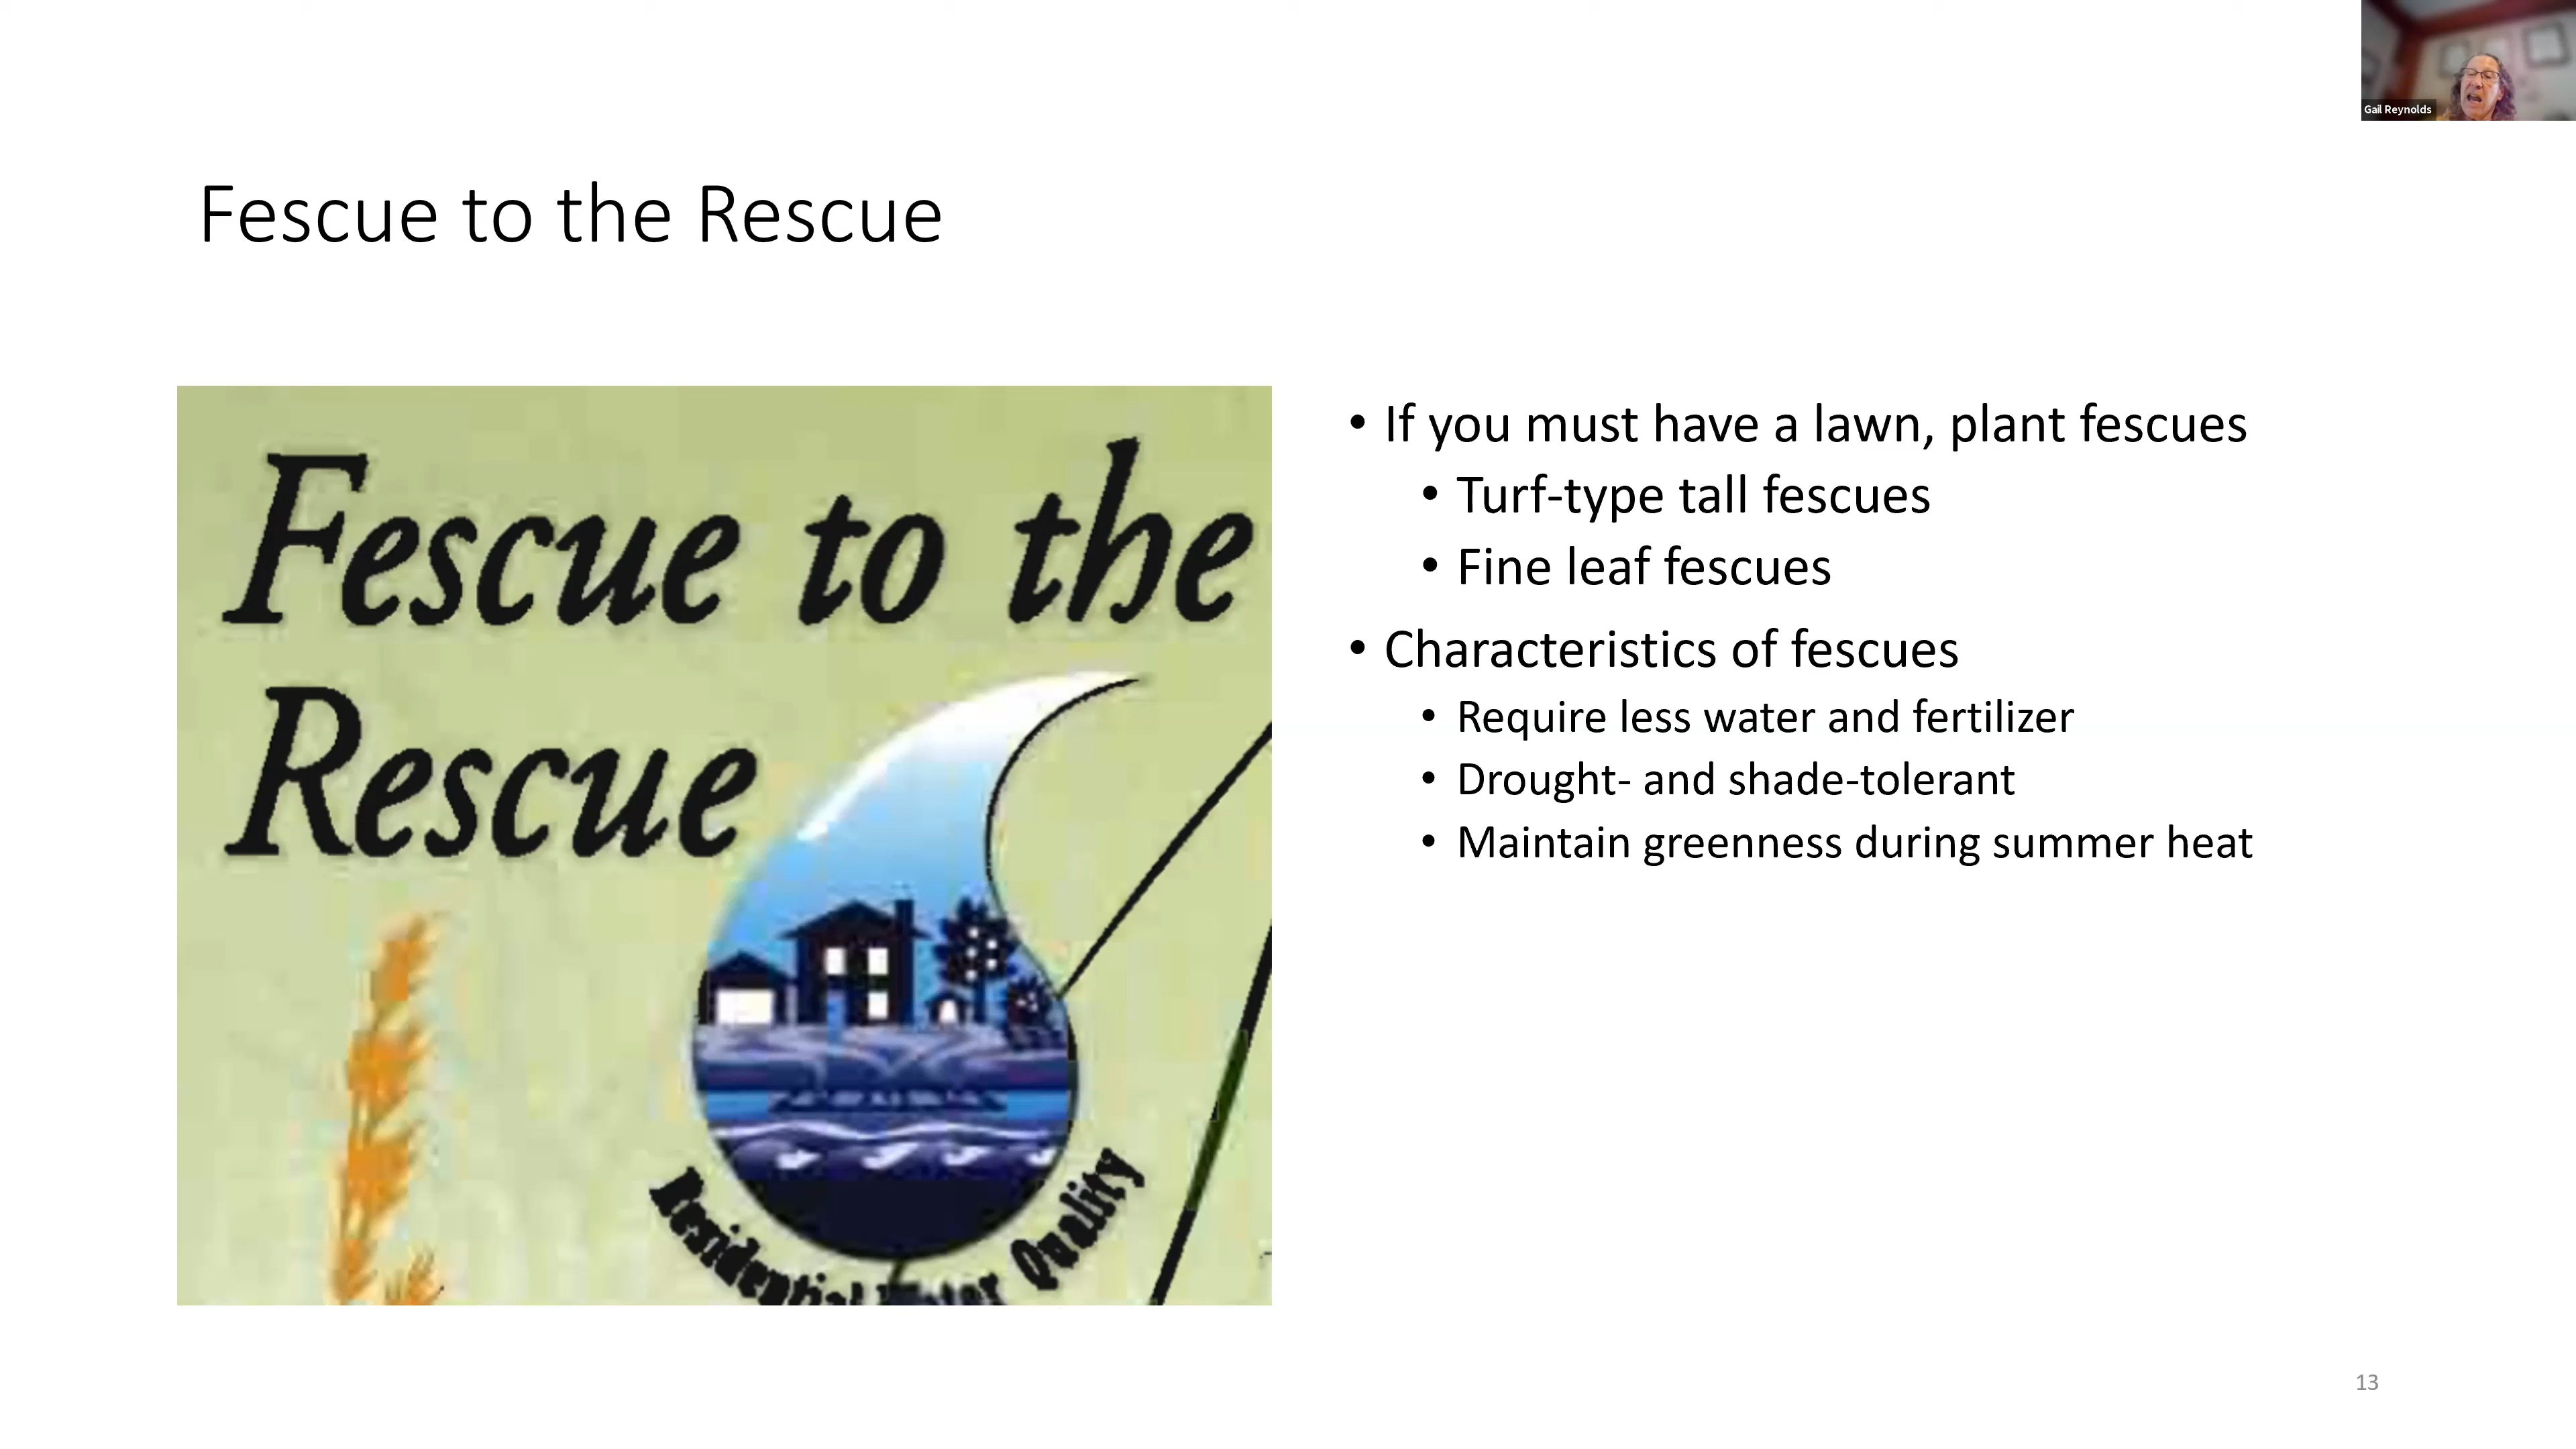 Gail Reynolds
Fescue to the Rescue
Fescue to the
Rescue
Residential Water Quality
• If you must have a lawn, plant fescues
• Turf-type tall fescues
• Fine leaf fescues
• Characteristics of fescues
• Require less water and fertilizer
• Drought- and shade-tolerant
• Maintain greenness during summer heat
13